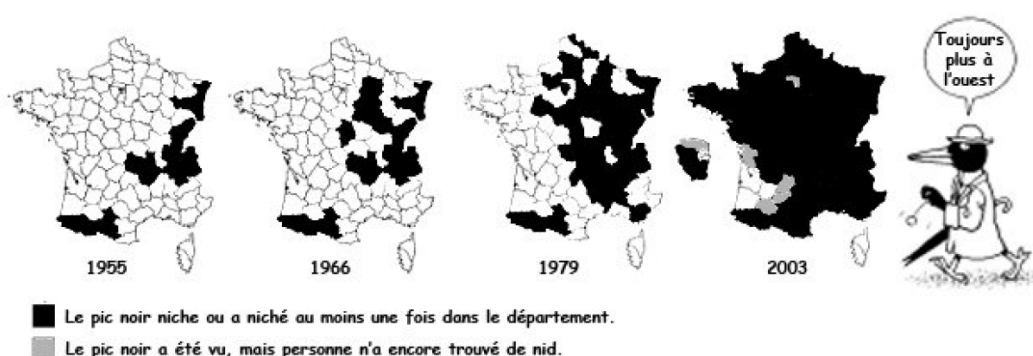 Toujours
plus à
l'ouest
1955
1966
1979
2003
Le pic noir niche ou a niché au moins une fois dans le département.
Le pic noir a été vu, mais personne n'a encore trouvé de nid.